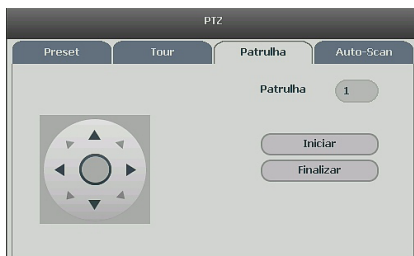 PTZ
Preset Tour Patrulha Auto-Scan
Patrulha 1
Iniciar
Finalizar